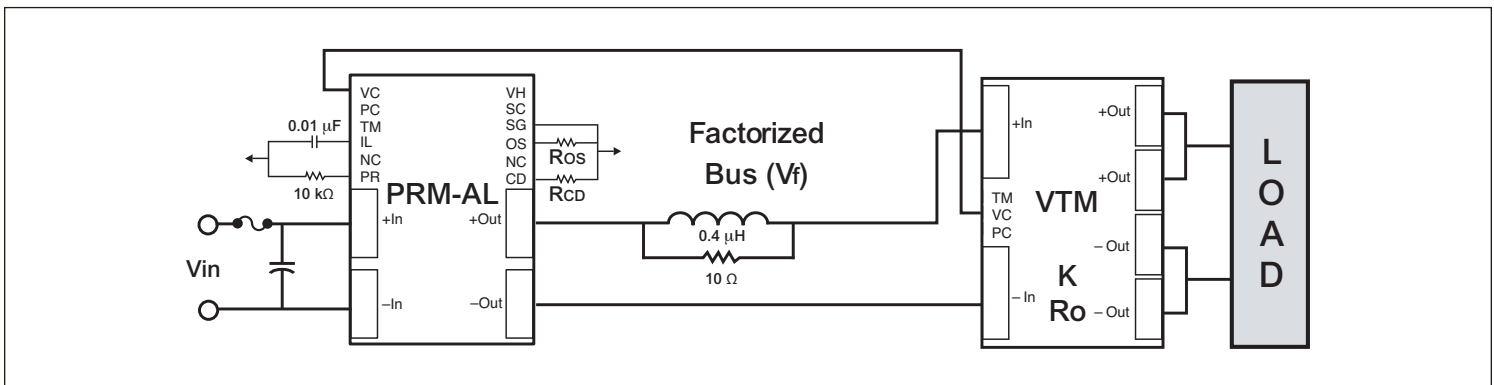 VC
PC
TM
IL
NC
PR
0.01 μF
10 kΩ
PRM-AL
VH
SC
SG
OS
NC
CD
ROS
RCD
+In
–In
+Out
–Out
Vin
Factorized
Bus (Vf)
0.4 μH
10 Ω
+In
TM
VC
PC
– In
VTM
K
Ro
+Out
+Out
– Out
– Out
L
O
A
D